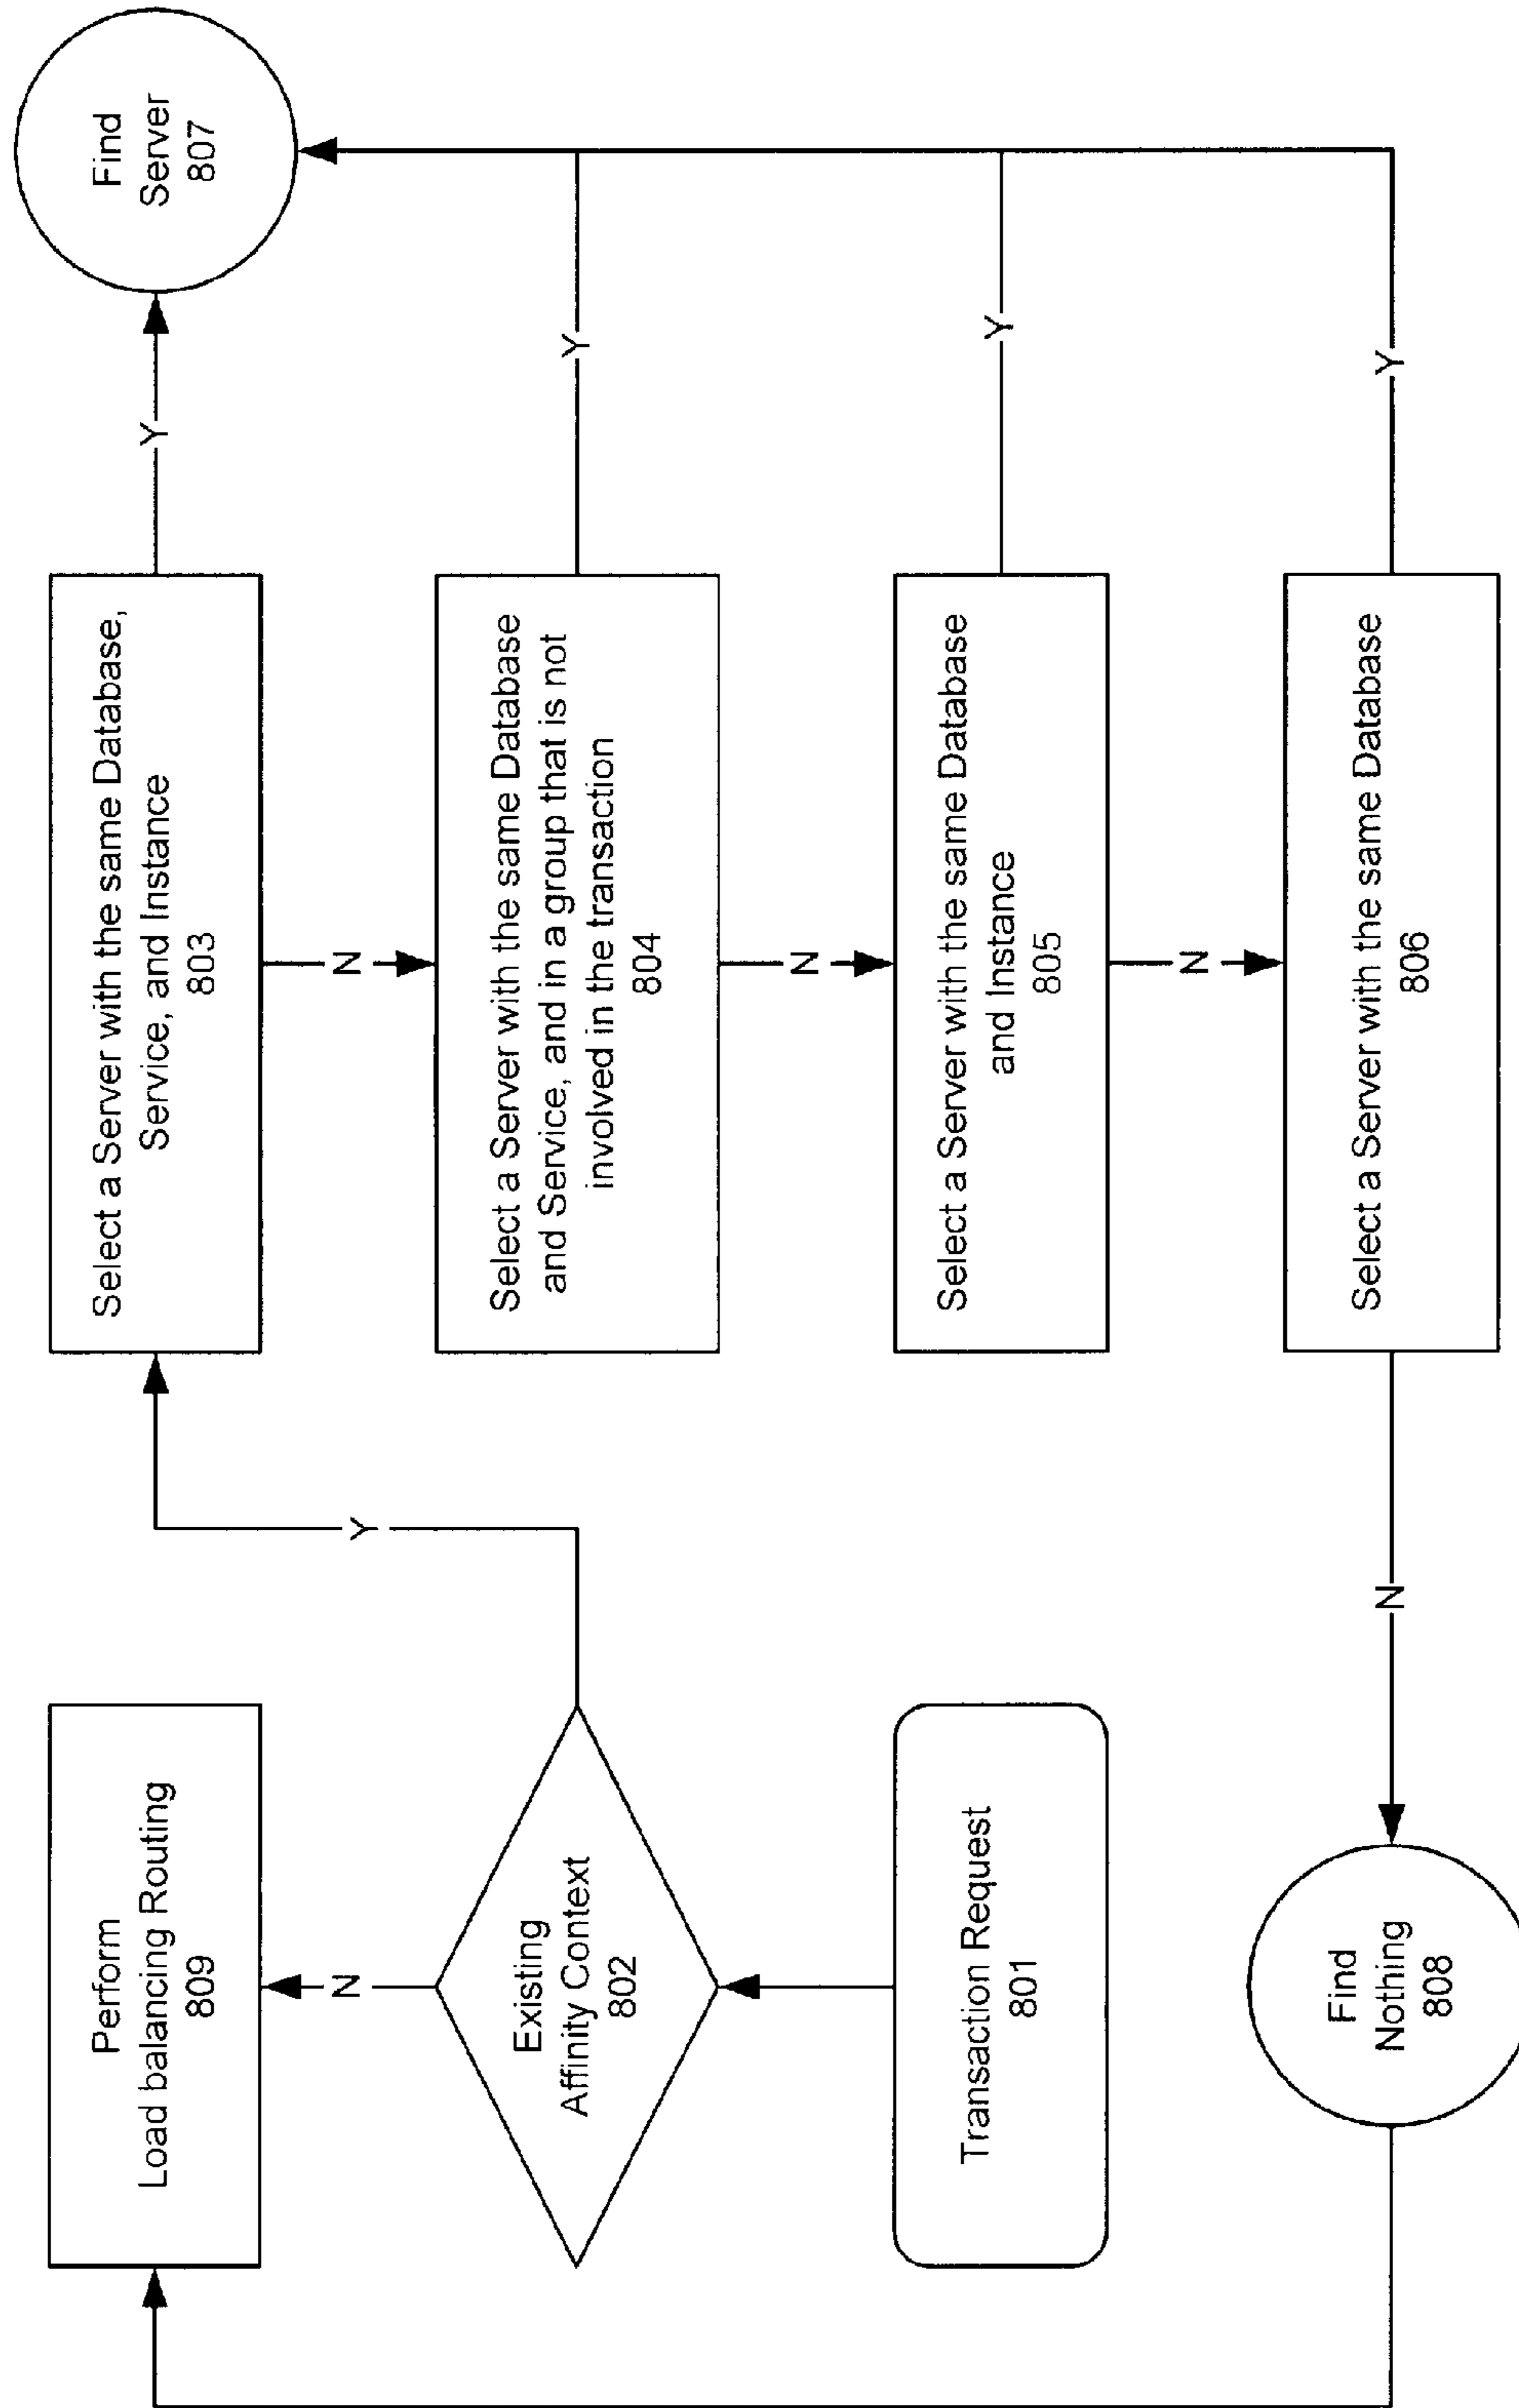 Perform
Load balancing Routing
809
N
Existing
Affinity Context
802
Y
Transaction Request
801
Find
Nothing
808
N
Select a Server with the same Database,
Service, and Instance
803
Y
N
Select a Server with the same Database
and Service, and in a group that is not
involved in the transaction
804
Y
N
Select a Server with the same Database
and Instance
805
Y
N
Select a Server with the same Database
806
Y
Find
Server
807